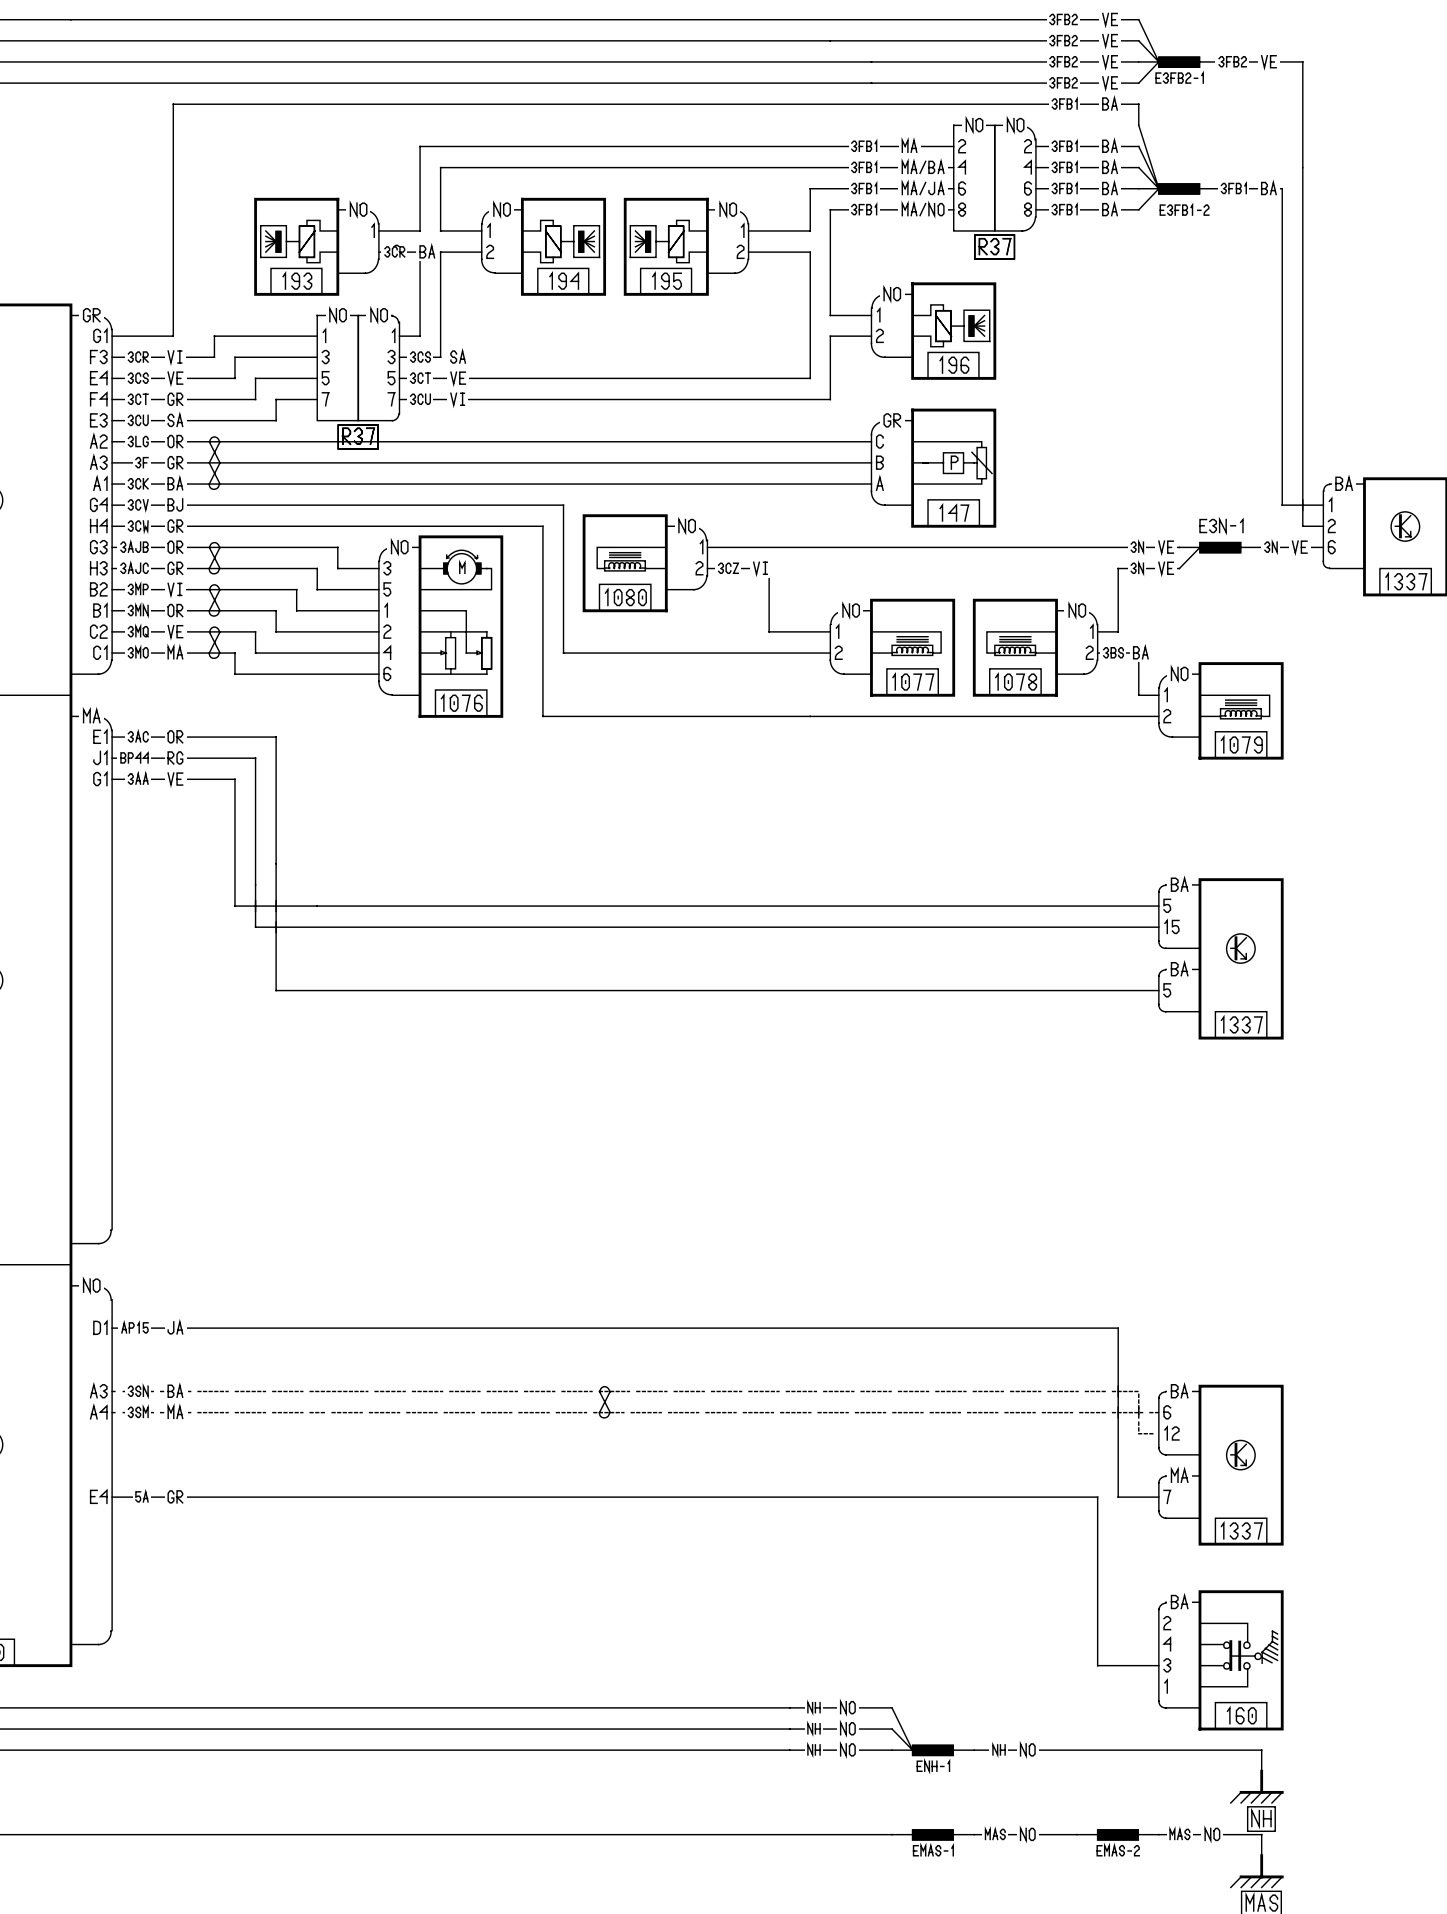 3FB2 VE
3FB2 VE
3FB2 VE 3FB2 VE
3FB2 VE E3FB2-1
3FB1 BA
NO NO
3FB1 MA 2 2 3FB1 BA
3FB1 MA/BA 4 4 3FB1 BA
3FB1 MA/JA 6 6 3FB1 BA 3FB1 BA
3FB1 MA/NO 8 8 3FB1 BA E3FB1-2
R37
NO NO NO
1 1 1
3CR BA 2 2
193 194 195
NO
1
2
196
GR NO NO
G1 1 1
F3 3CR VI 3 3 3CS SA
E4 3CS VE 5 5 3CT VE
F4 3CT GR 7 7 3CU VI
E3 3CU SA
R37
A2 3LG OR
A3 3F GR
A1 3CK BA
G4 3CV BJ
H4 3CW GR
G3 3AJB OR
H3 3AJC GR
B2 3MP VI
B1 3MN OR
C2 3MQ VE
C1 3MO MA
GR
C
B P
A
147
NO
3 M
5
1
2
4
6
1076
NO
1
2 3CZ VI
1080
3N VE E3N-1 3N VE
3N VE
BA
1
2
6
1337
NO
1
2
1077
NO
1
2 3BS BA
1078
NO
1
2
1079
MA
E1 3AC OR
J1 BP44 RG
G1 3AA VE
BA
5
15
BA
5
1337
NO
D1 AP15 JA
A3 3SN BA
A4 3SM MA
E4 5A GR
BA
6
12
MA
7
1337
BA
2
4
3
1
160
NH NO
NH NO
NH NO NH NO
ENH-1
NH
MAS NO MAS NO
EMAS-1 EMAS-2
MAS